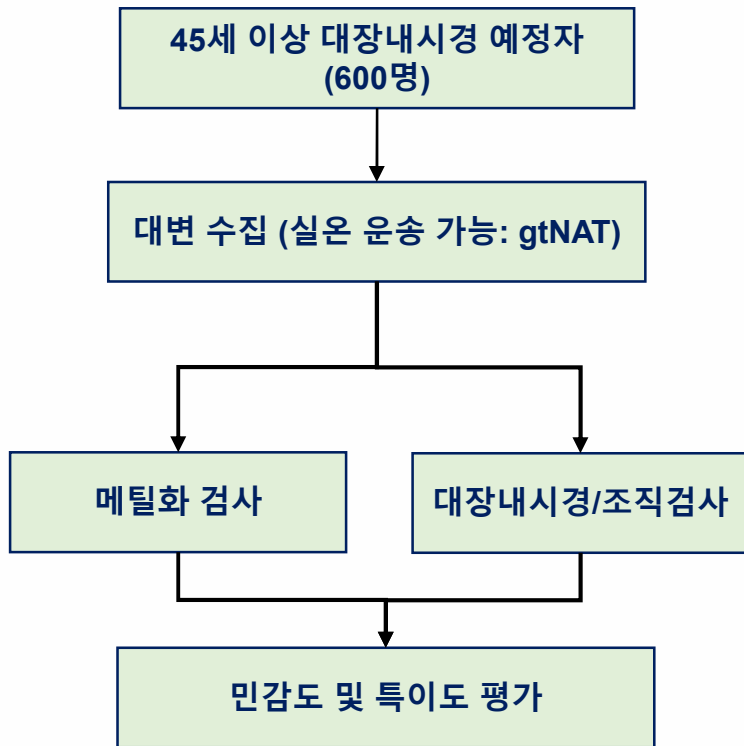 45세 이상 대장내시경 예정자
(600명)
대변 수집 (실온 운송 가능: gtNAT)
메틸화 검사
대장내시경/조직검사
민감도 및 특이도 평가